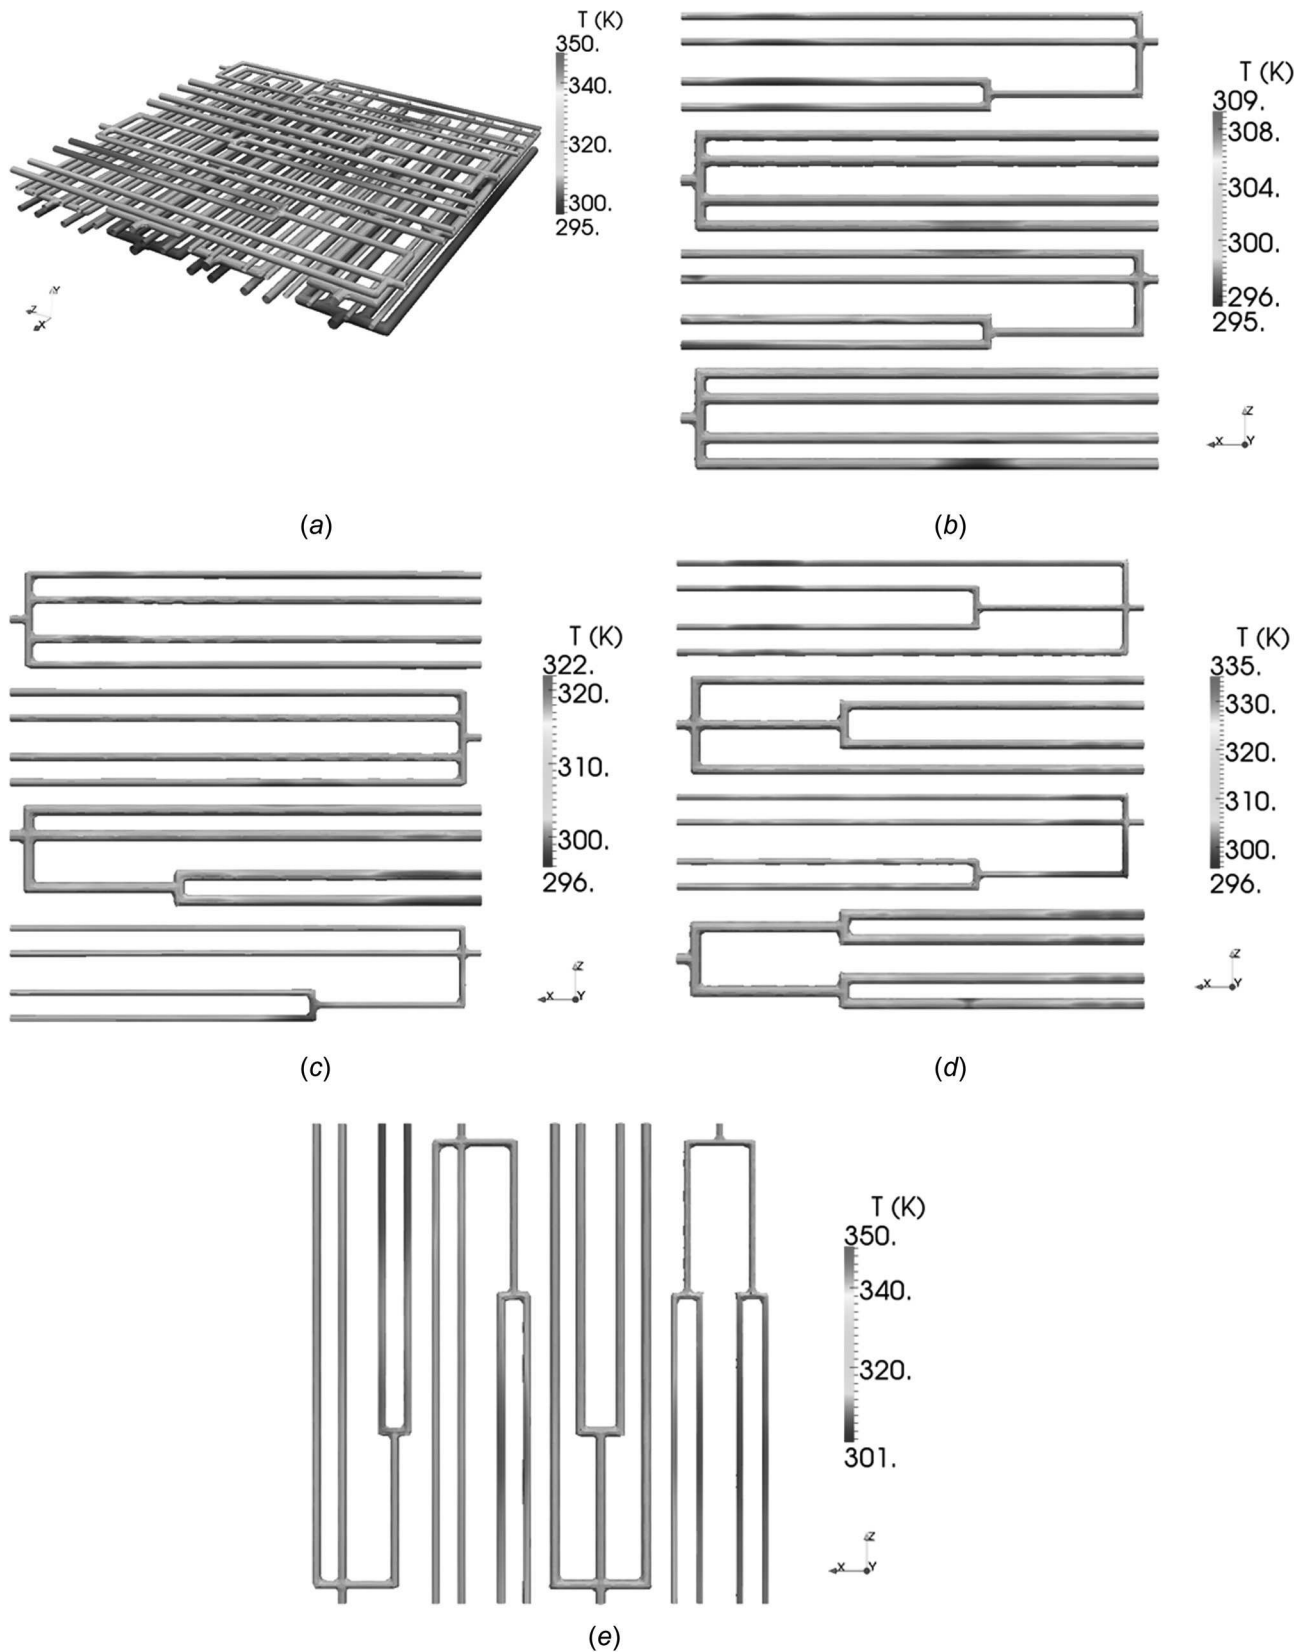 T (K)
350.
340.
320.
300.
295.
Y
Z
X
(a)
T (K)
309.
308.
304.
300.
296.
295.
Z
X
Y
(b)
T (K)
322.
320.
310.
300.
296.
Z
X
Y
(c)
T (K)
335.
330.
320.
310.
300.
296.
Z
X
Y
(d)
T (K)
350.
340.
320.
301.
Z
X
Y
(e)